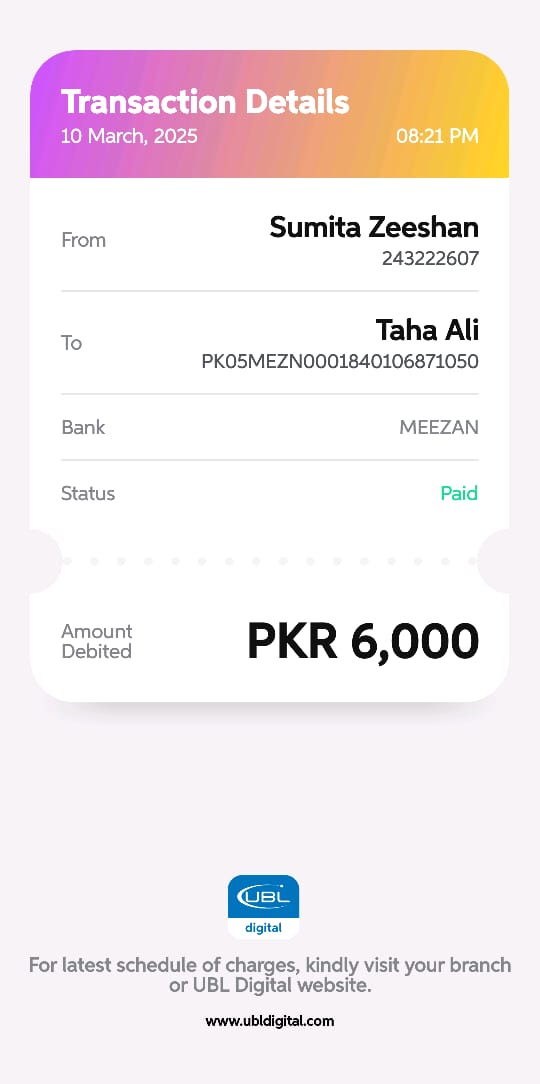 Transaction Details
10 March, 2025 08:21 PM
From
Sumita Zeeshan
243222607
To
Taha Ali
PK05MEZN0001840106871050
Bank MEEZAN
Status Paid
Amount
Debited
PKR 6,000
UBL
digital
For latest schedule of charges, kindly visit your branch
or UBL Digital website.
www.ubldigital.com